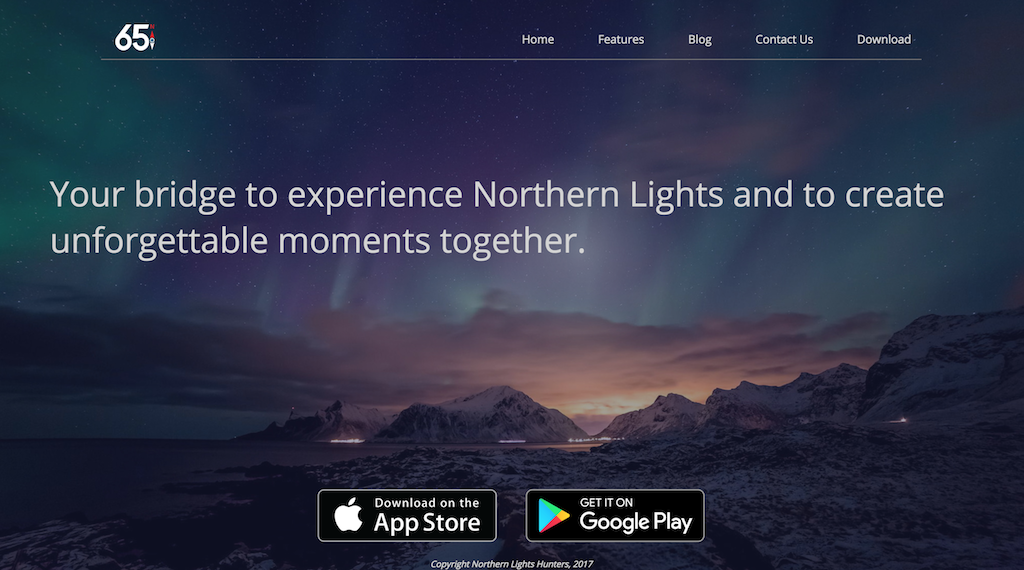 65
Home Features Blog Contact Us Download
Your bridge to experience Northern Lights and to create
unforgettable moments together.
Download on the
App Store
GET IT ON
Google Play
Copyright Northern Lights Hunters, 2017